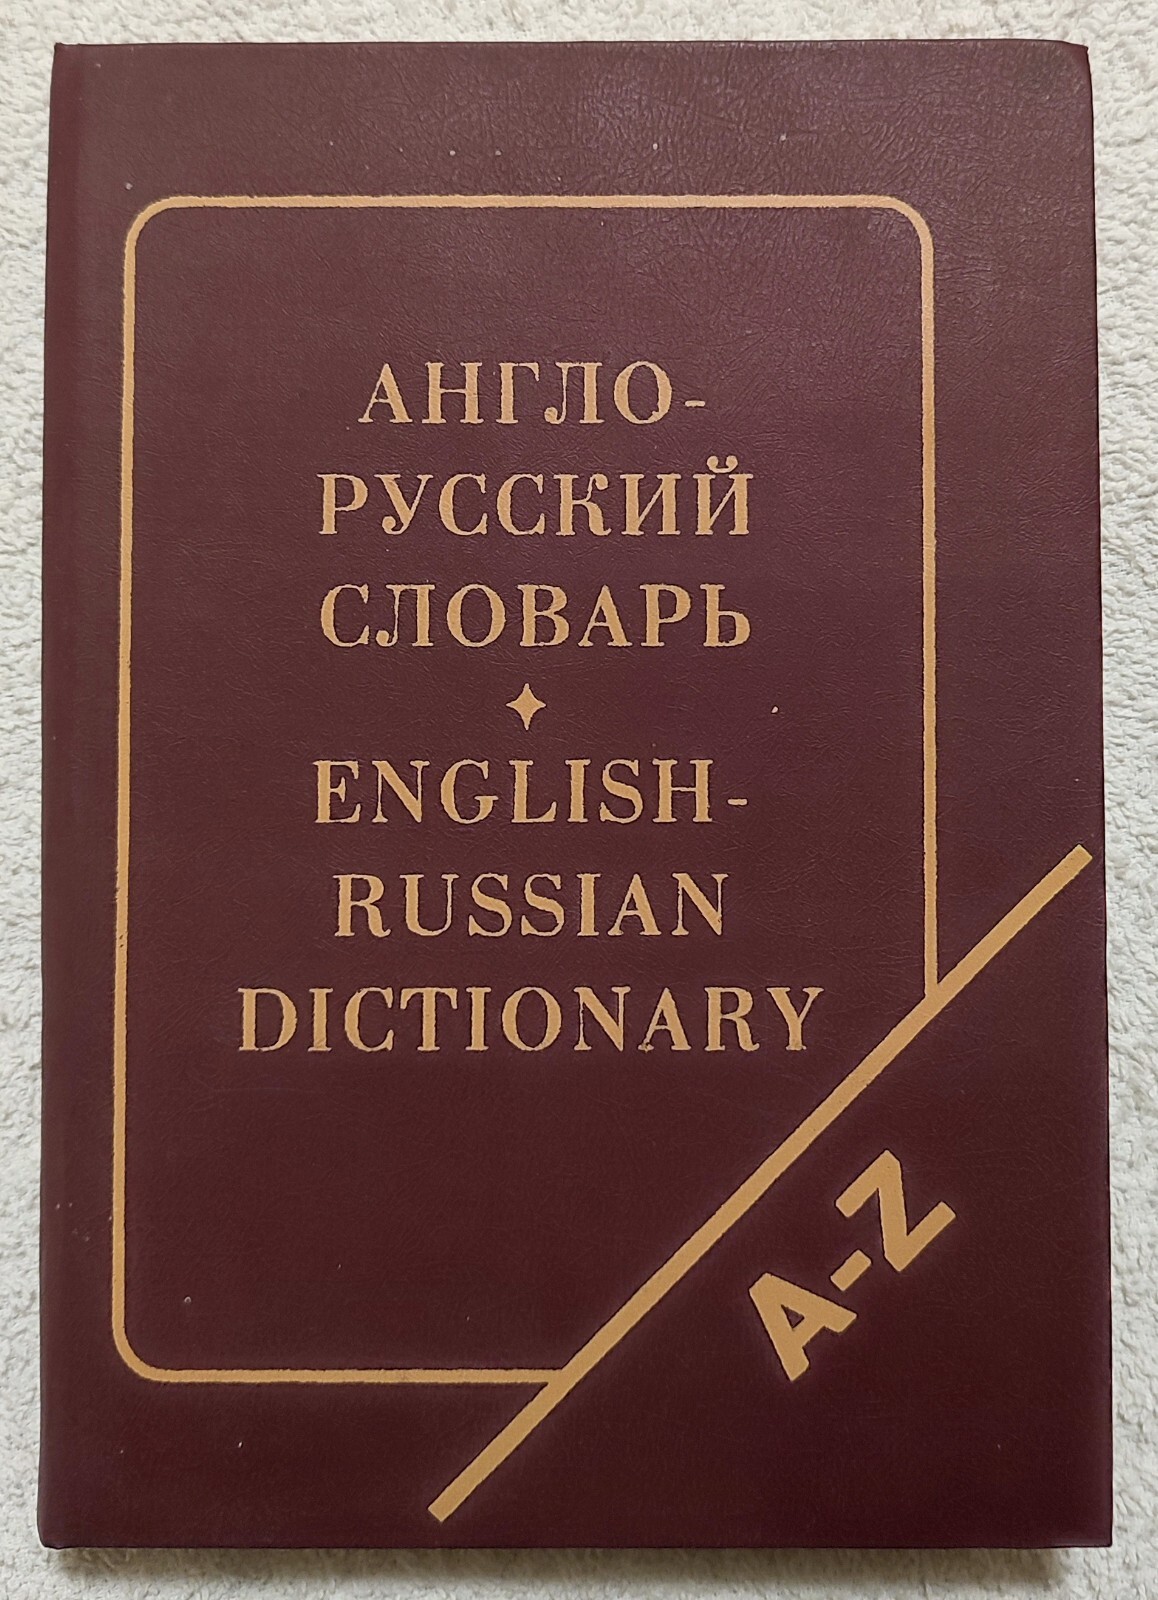 АНГЛО-
РУССКИЙ
СЛОВАРЬ
ENGLISH-
RUSSIAN
DICTIONARY
A-Z